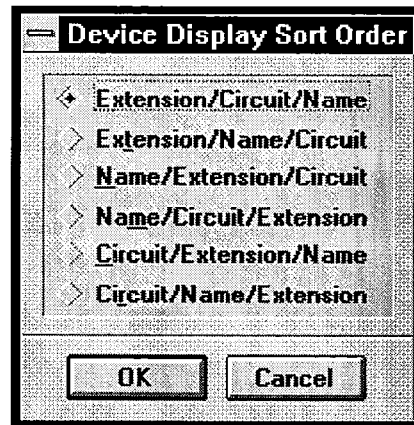 Device Display Sort Order
Extension/Circuit/Name
Extension/Name/Circuit
Name/Extension/Circuit
Name/Circuit/Extension
Circuit/Extension/Name
Circuit/Name/Extension
OK Cancel